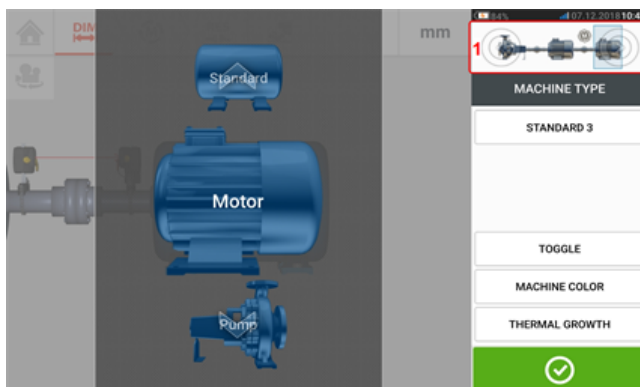 DIM
mm
Standard
Motor
Pump
84%
07.12.2018 10:4
1
M
MACHINE TYPE
STANDARD 3
TOGGLE
MACHINE COLOR
THERMAL GROWTH